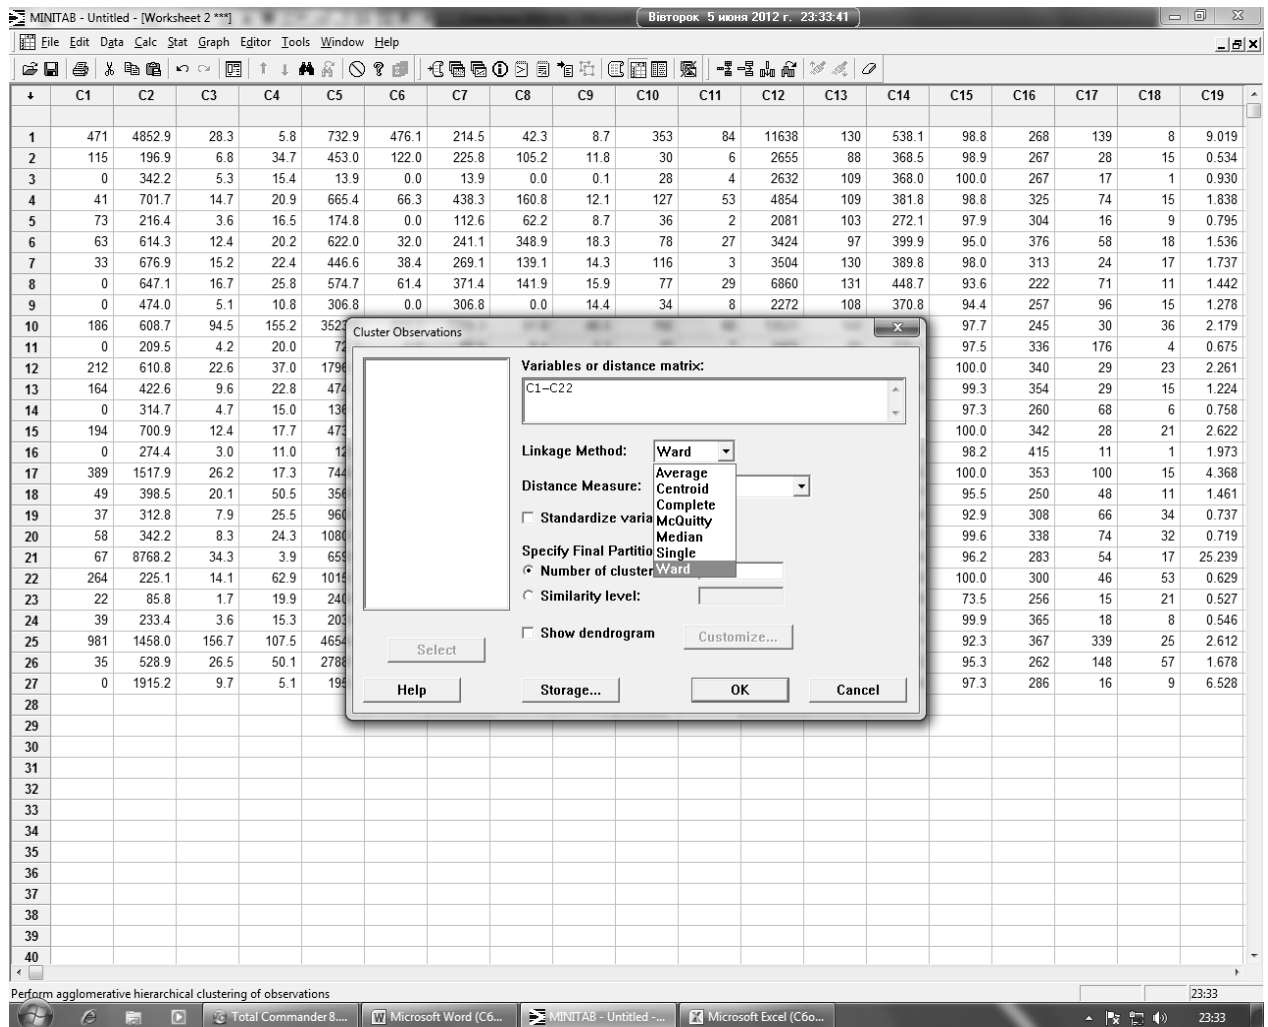 MINITAB - Untitled - [Worksheet 2 ***]
Вівторок 5 июня 2012 г. 23:33:41
File Edit Data Calc Stat Graph Editor Tools Window Help
C1 C2 C3 C4 C5 C6 C7 C8 C9 C10 C11 C12 C13 C14 C15 C16 C17 C18 C19
1 471 4852.9 28.3 5.8 732.9 476.1 214.5 42.3 8.7 353 84 11638 130 538.1 98.8 268 139 8 9.019
2 115 196.9 6.8 34.7 453.0 122.0 225.8 105.2 11.8 30 6 2655 88 368.5 98.9 267 28 15 0.534
3 0 342.2 5.3 15.4 13.9 0.0 13.9 0.0 0.1 28 4 2632 109 368.0 100.0 267 17 1 0.930
4 41 701.7 14.7 20.9 665.4 66.3 438.3 160.8 12.1 127 53 4854 109 381.8 98.8 325 74 15 1.838
5 73 216.4 3.6 16.5 174.8 0.0 112.6 62.2 8.7 36 2 2081 103 272.1 97.9 304 16 9 0.795
6 63 614.3 12.4 20.2 622.0 32.0 241.1 348.9 18.3 78 27 3424 97 399.9 95.0 376 58 18 1.536
7 33 676.9 15.2 22.4 446.6 38.4 269.1 139.1 14.3 116 3 3504 130 389.8 98.0 313 24 17 1.737
8 0 647.1 16.7 25.8 574.7 61.4 371.4 141.9 15.9 77 29 6860 131 448.7 93.6 222 71 11 1.442
9 0 474.0 5.1 10.8 306.8 0.0 306.8 0.0 14.4 34 8 2272 108 370.8 94.4 257 96 15 1.278
10 186 608.7 94.5 155.2 3523 97.7 245 30 36 2.179
11 0 209.5 4.2 20.0 72 97.5 336 176 4 0.675
12 212 610.8 22.6 37.0 1796 100.0 340 29 23 2.261
13 164 422.6 9.6 22.8 474 99.3 354 29 15 1.224
14 0 314.7 4.7 15.0 136 97.3 260 68 6 0.758
15 194 700.9 12.4 17.7 473 100.0 342 28 21 2.622
16 0 274.4 3.0 11.0 12 98.2 415 11 1 1.973
17 389 1517.9 26.2 17.3 744 100.0 353 100 15 4.368
18 49 398.5 20.1 50.5 356 95.5 250 48 11 1.461
19 37 312.8 7.9 25.5 960 92.9 308 66 34 0.737
20 58 342.2 8.3 24.3 1080 99.6 338 74 32 0.719
21 67 8768.2 34.3 3.9 659 96.2 283 54 17 25.239
22 264 225.1 14.1 62.9 1015 100.0 300 46 53 0.629
23 22 85.8 1.7 19.9 240 73.5 256 15 21 0.527
24 39 233.4 3.6 15.3 203 99.9 365 18 8 0.546
25 981 1458.0 156.7 107.5 4654 92.3 367 339 25 2.612
26 35 528.9 26.5 50.1 2788 95.3 262 148 57 1.678
27 0 1915.2 9.7 5.1 195 97.3 286 16 9 6.528
28
29
30
31
32
33
34
35
36
37
38
39
40
Cluster Observations
Variables or distance matrix:
C1-C22
Linkage Method: Ward
Average
Centroid
Complete
McQuitty
Median
Single
Ward
Distance Measure:
Standardize varia
Specify Final Partitio
Number of cluster
Similarity level:
Show dendrogram Customize...
Select
Help Storage... OK Cancel
Perform agglomerative hierarchical clustering of observations 23:33
Total Commander 8.... Microsoft Word (C6... MINITAB - Untitled -... Microsoft Excel (C6o... 23:33